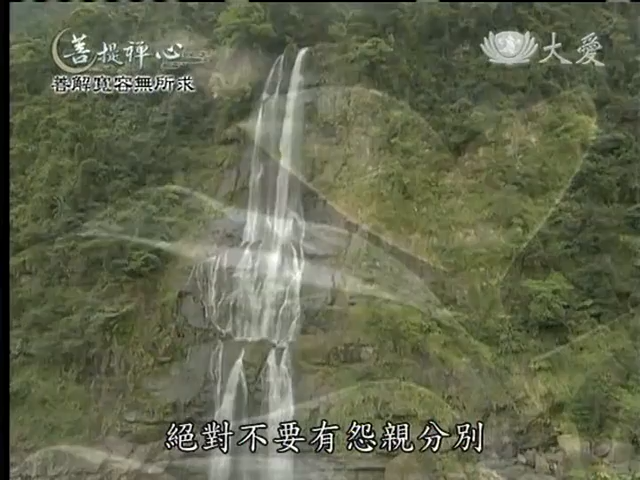 菩提禪心
大愛
善解寬容無所求
絕對不要有怨親分別